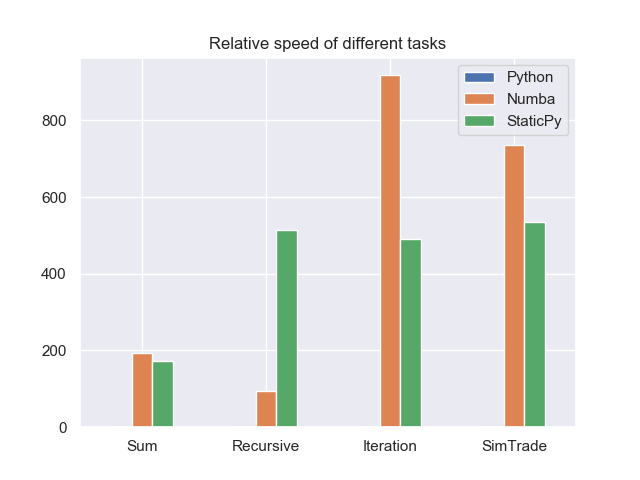 Relative speed of different tasks
Python
Numba
StaticPy
800
600
400
200
0
Sum
Recursive
Iteration
SimTrade